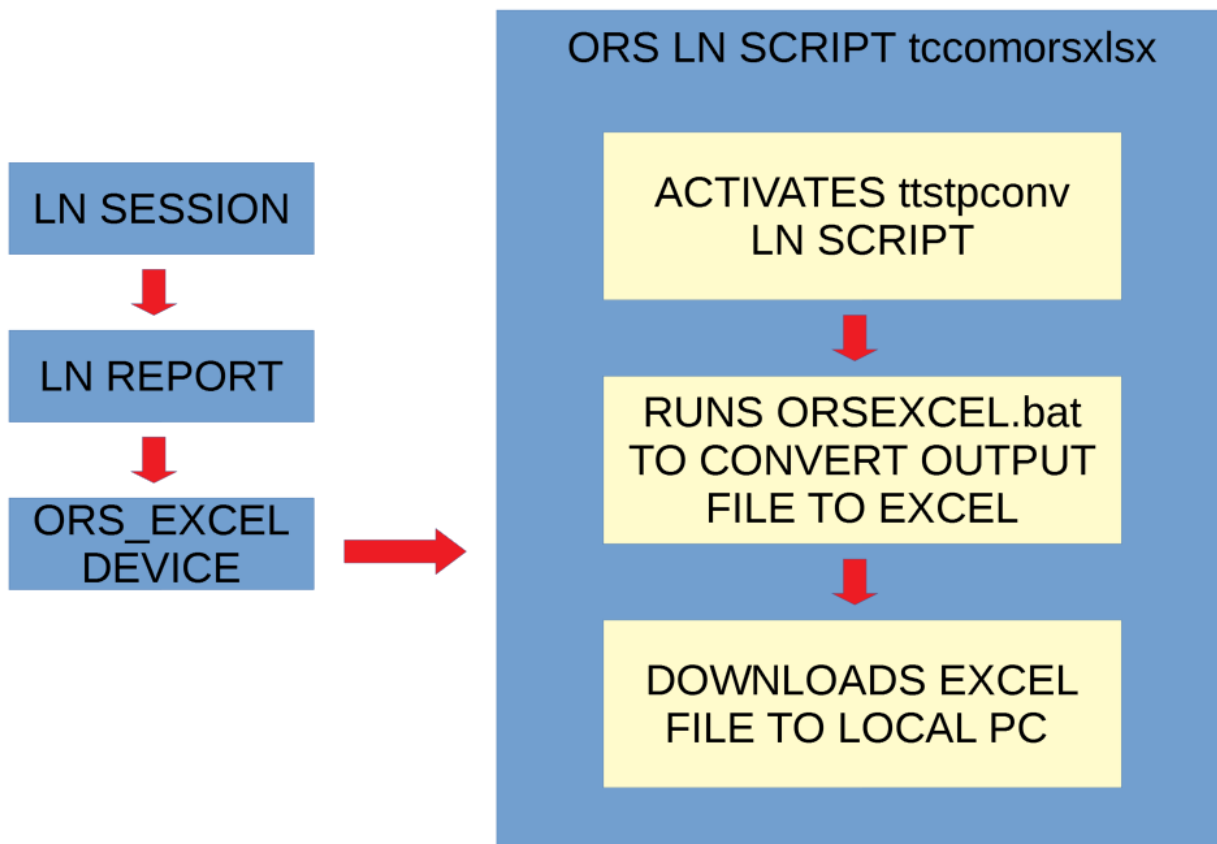 LN SESSION
LN REPORT
ORS_EXCEL
DEVICE
ORS LN SCRIPT tccomorsxlsx
ACTIVATES ttstpconv
LN SCRIPT
RUNS ORSEXCEL.bat
TO CONVERT OUTPUT
FILE TO EXCEL
DOWNLOADS EXCEL
FILE TO LOCAL PC